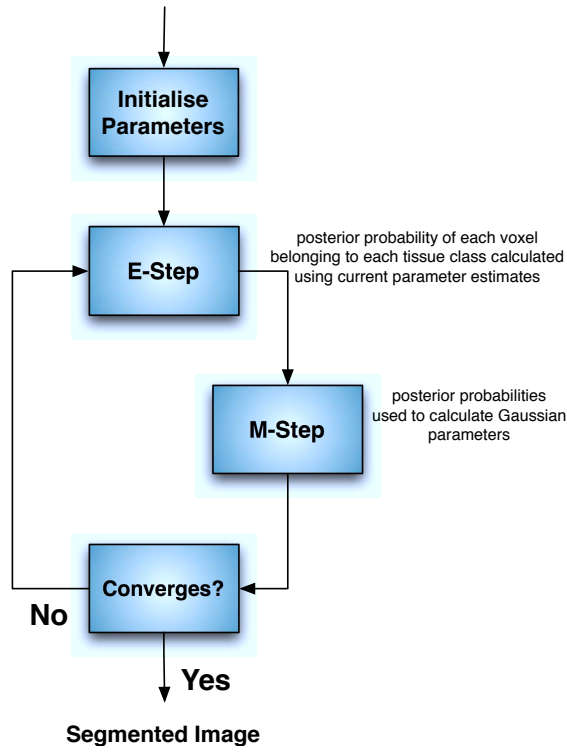 Initialise
Parameters
E-Step
posterior probability of each voxel
belonging to each tissue class calculated
using current parameter estimates
M-Step
posterior probabilities
used to calculate Gaussian
parameters
Converges?
No
Yes
Segmented Image